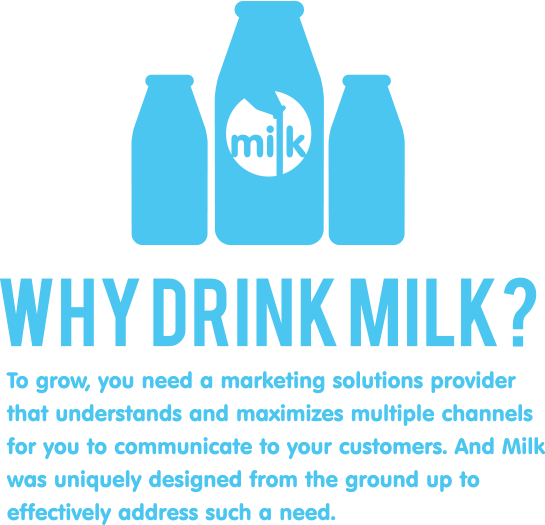 milk
WHY DRINK MILK?
To grow, you need a marketing solutions provider
that understands and maximizes multiple channels
for you to communicate to your customers. And Milk
was uniquely designed from the ground up to
effectively address such a need.